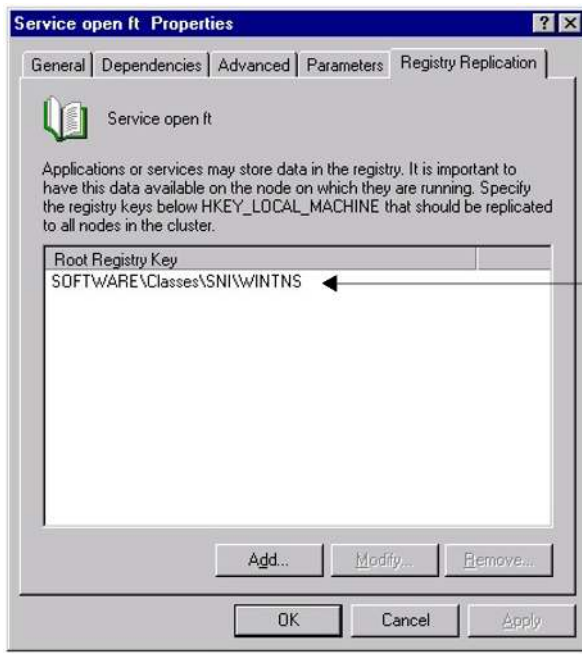 Service open ft  Properties
General Dependencies Advanced Parameters Registry Replication
Service open ft
Applications or services may store data in the registry. It is important to
have this data available on the node on which they are running. Specify
the registry keys below HKEY_LOCAL_MACHINE that should be replicated
to all nodes in the cluster.
Root Registry Key
SOFTWARE\Classes\SNI\WINTNS
Add... Modify... Remove...
OK Cancel Apply